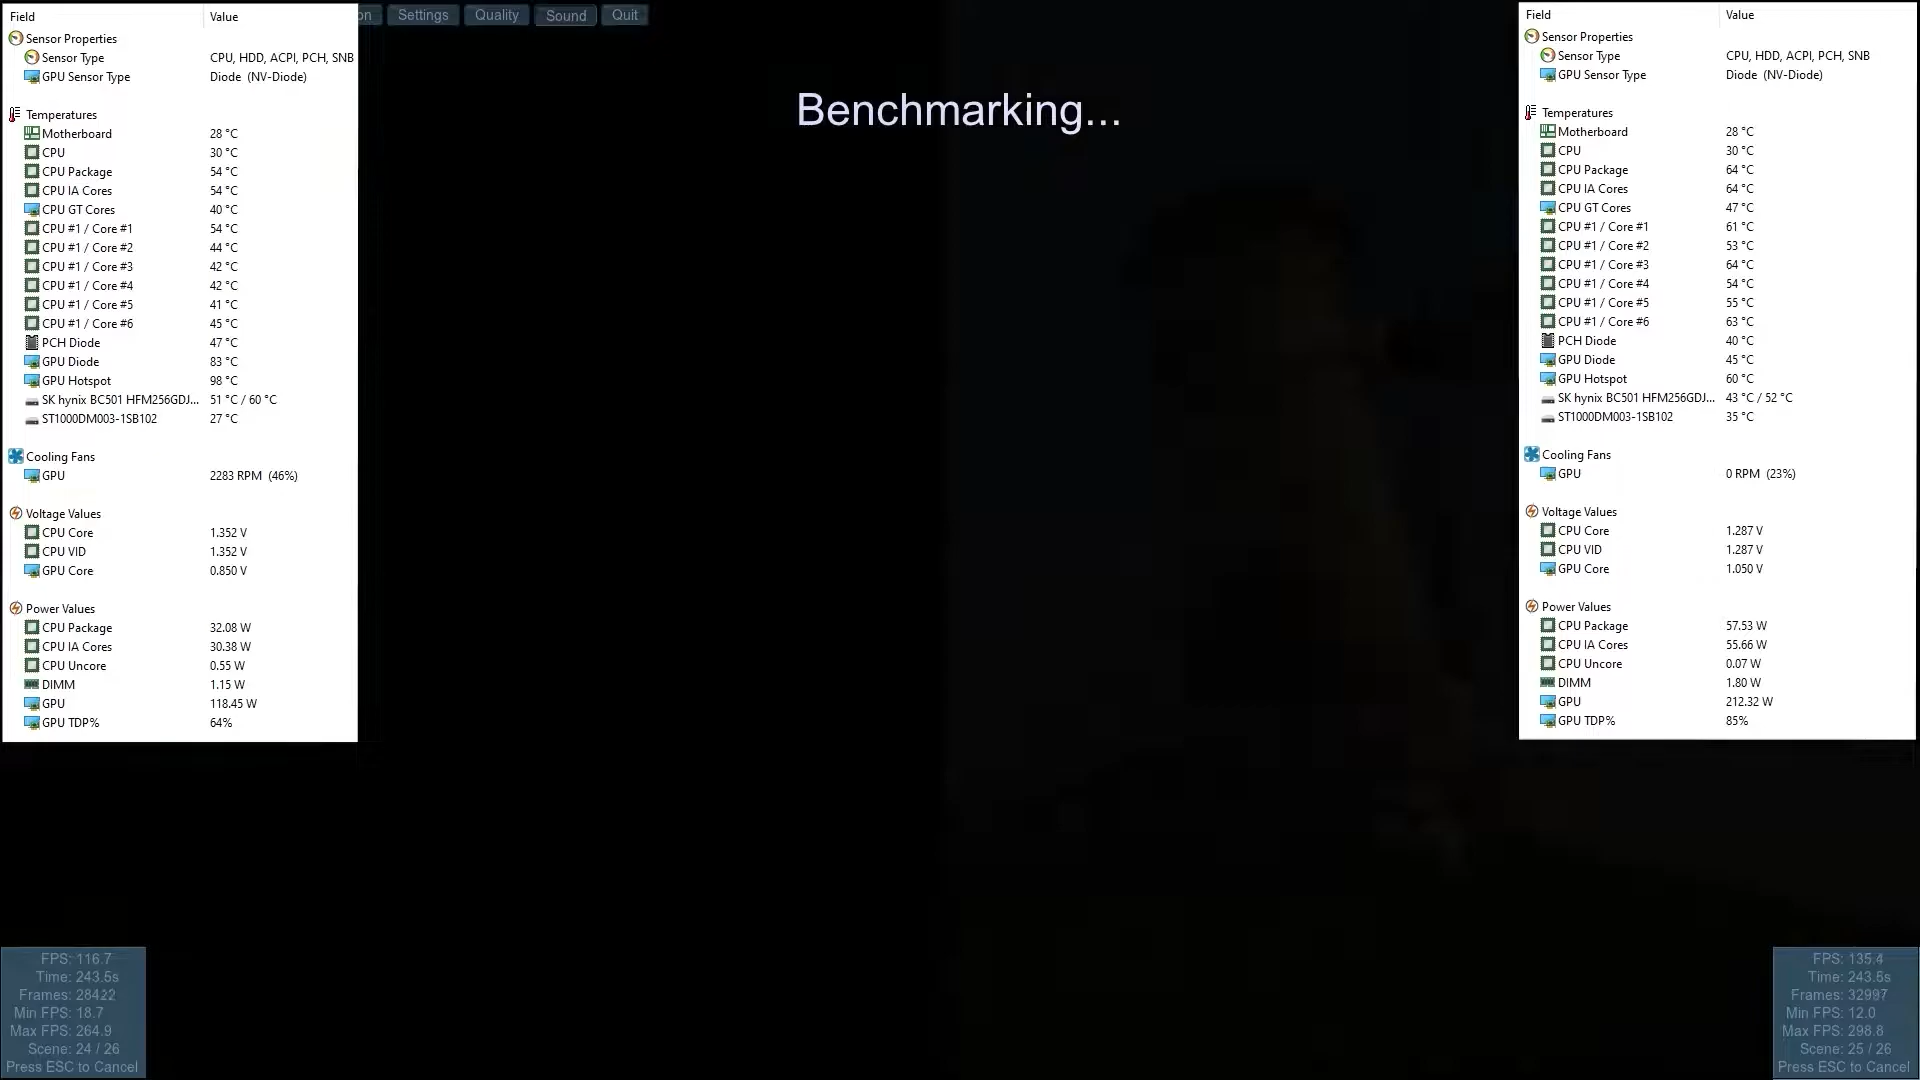 Field Value
Sensor Properties
Sensor Type CPU, HDD, ACPI, PCH, SNB
GPU Sensor Type Diode (NV-Diode)
Temperatures
Motherboard 28 °C
CPU 30 °C
CPU Package 54 °C
CPU IA Cores 54 °C
CPU GT Cores 40 °C
CPU #1 / Core #1 54 °C
CPU #1 / Core #2 44 °C
CPU #1 / Core #3 42 °C
CPU #1 / Core #4 42 °C
CPU #1 / Core #5 41 °C
CPU #1 / Core #6 45 °C
PCH Diode 47 °C
GPU Diode 83 °C
GPU Hotspot 98 °C
SK hynix BC501 HFM256GDJ... 51 °C / 60 °C
ST1000DM003-1SB102 27 °C
Cooling Fans
GPU 2283 RPM (46%)
Voltage Values
CPU Core 1.352 V
CPU VID 1.352 V
GPU Core 0.850 V
Power Values
CPU Package 32.08 W
CPU IA Cores 30.38 W
CPU Uncore 0.55 W
DIMM 1.15 W
GPU 118.45 W
GPU TDP% 64%
on Settings Quality Sound Quit
Benchmarking...
Field Value
Sensor Properties
Sensor Type CPU, HDD, ACPI, PCH, SNB
GPU Sensor Type Diode (NV-Diode)
Temperatures
Motherboard 28 °C
CPU 30 °C
CPU Package 64 °C
CPU IA Cores 64 °C
CPU GT Cores 47 °C
CPU #1 / Core #1 61 °C
CPU #1 / Core #2 53 °C
CPU #1 / Core #3 64 °C
CPU #1 / Core #4 54 °C
CPU #1 / Core #5 55 °C
CPU #1 / Core #6 63 °C
PCH Diode 40 °C
GPU Diode 45 °C
GPU Hotspot 60 °C
SK hynix BC501 HFM256GDJ... 43 °C / 52 °C
ST1000DM003-1SB102 35 °C
Cooling Fans
GPU 0 RPM (23%)
Voltage Values
CPU Core 1.287 V
CPU VID 1.287 V
GPU Core 1.050 V
Power Values
CPU Package 57.53 W
CPU IA Cores 55.66 W
CPU Uncore 0.07 W
DIMM 1.80 W
GPU 212.32 W
GPU TDP% 85%
FPS: 116.7
Time: 243.5s
Frames: 28422
Min FPS: 18.7
Max FPS: 264.9
Scene: 24 / 26
Press ESC to Cancel
FPS: 135.4
Time: 243.6s
Frames: 32997
Min FPS: 12.0
Max FPS: 298.8
Scene: 25 / 26
Press ESC to Cancel